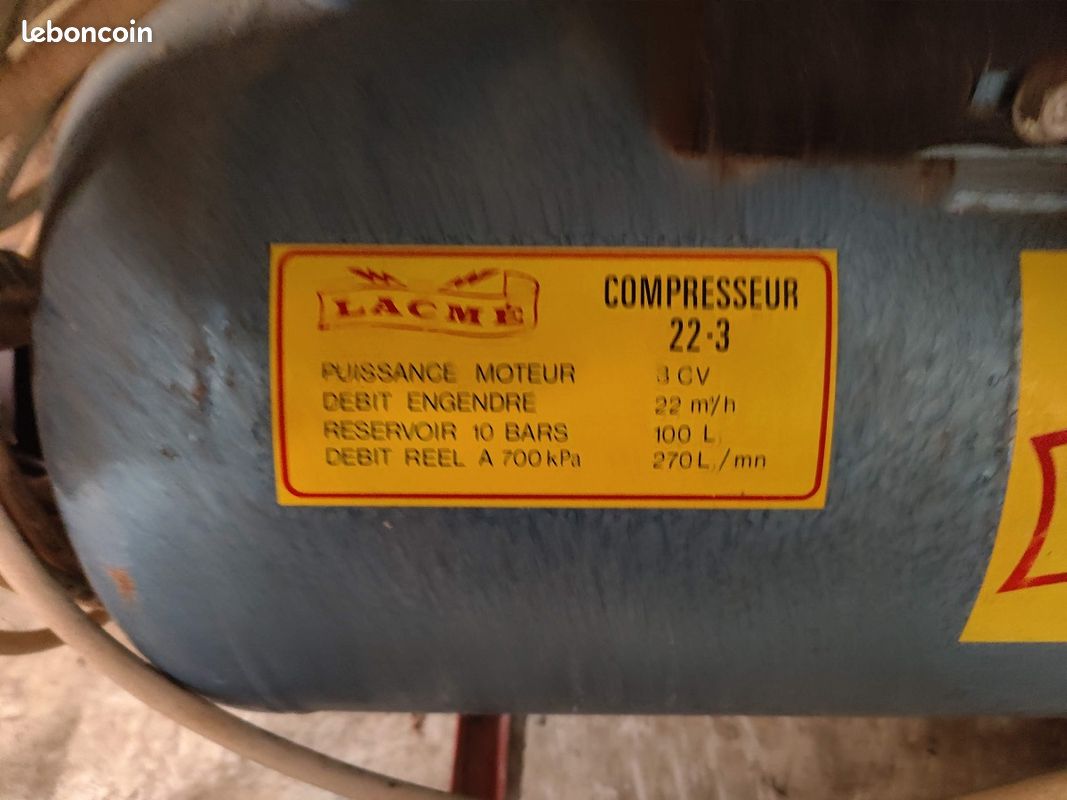 leboncoin
LACMÉ
COMPRESSEUR
22-3
PUISSANCE MOTEUR 3 CV
DEBIT ENGENDRE 22 m³/h
RESERVOIR 10 BARS 100 L.
DEBIT REEL A 700 kPa 270 L./mn